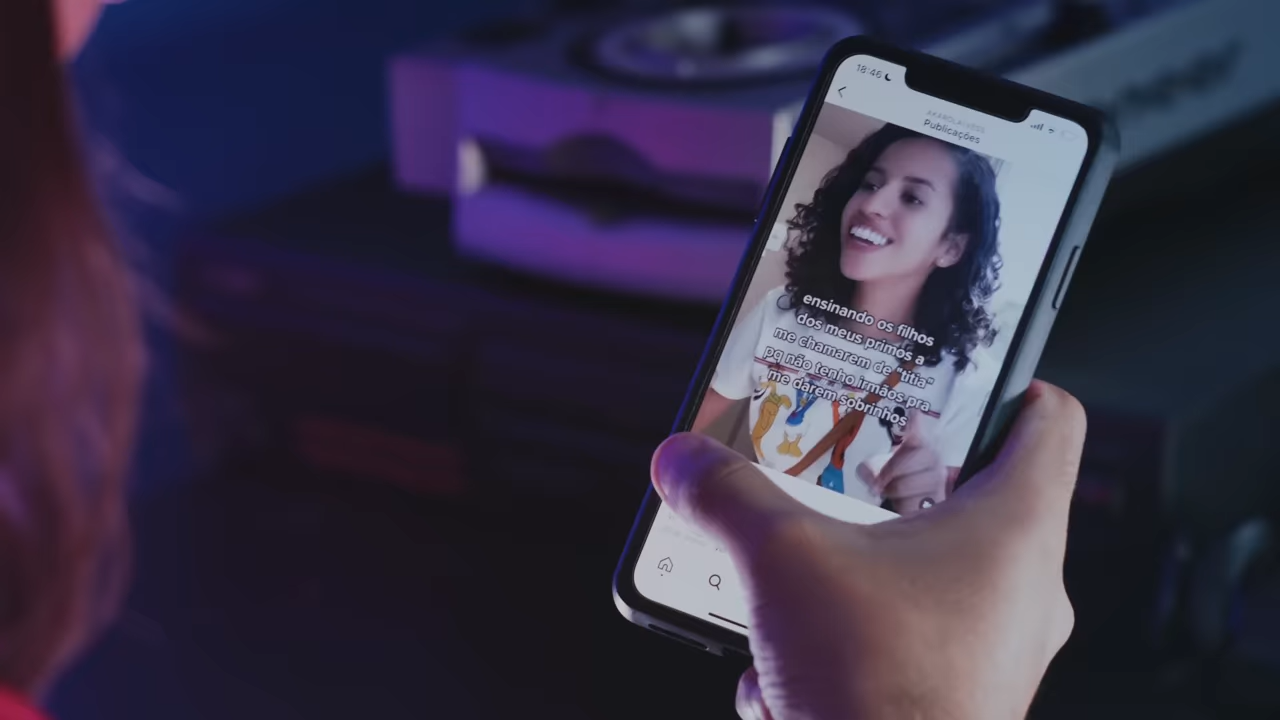 18:46
Publicações
ensinando os filhos
dos meus primos a
me chamarem de "titia"
pq não tenho irmãos pra
me darem sobrinhos